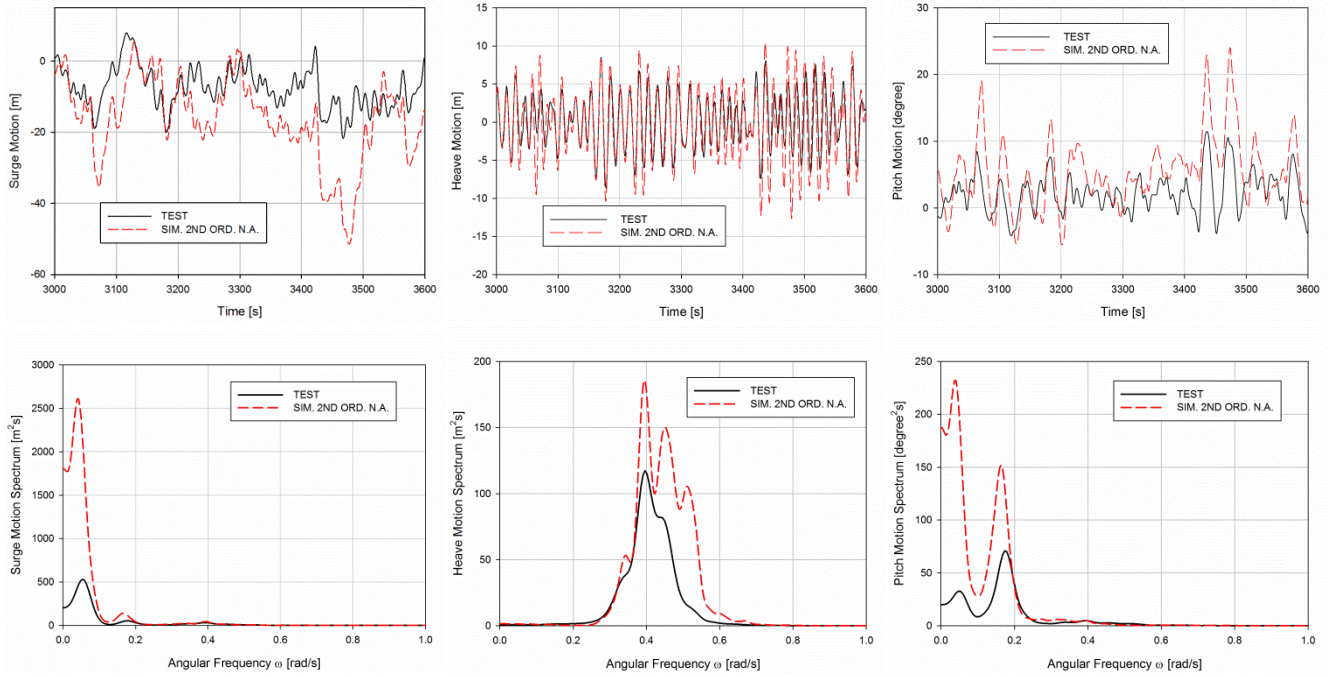 Surge Motion [m]
0
-20
-40
-60
TEST
SIM. 2ND ORD. N.A.
3000 3100 3200 3300 3400 3500 3600
Time [s]
Heave Motion [m]
15
10
5
0
-5
-10
-15
-20
TEST
SIM. 2ND ORD. N.A.
3000 3100 3200 3300 3400 3500 3600
Time [s]
Pitch Motion [degree]
30
20
10
0
-10
TEST
SIM. 2ND ORD. N.A.
3000 3100 3200 3300 3400 3500 3600
Time [s]
Surge Motion Spectrum [m²s]
3000
2500
2000
1500
1000
500
0
TEST
SIM. 2ND ORD. N.A.
0.0 0.2 0.4 0.6 0.8 1.0
Angular Frequency ω [rad/s]
Heave Motion Spectrum [m²s]
200
150
100
50
0
TEST
SIM. 2ND ORD. N.A.
0.0 0.2 0.4 0.6 0.8 1.0
Angular Frequency ω [rad/s]
Pitch Motion Spectrum [degree²s]
250
200
150
100
50
0
TEST
SIM. 2ND ORD. N.A.
0.0 0.2 0.4 0.6 0.8 1.0
Angular Frequency ω [rad/s]